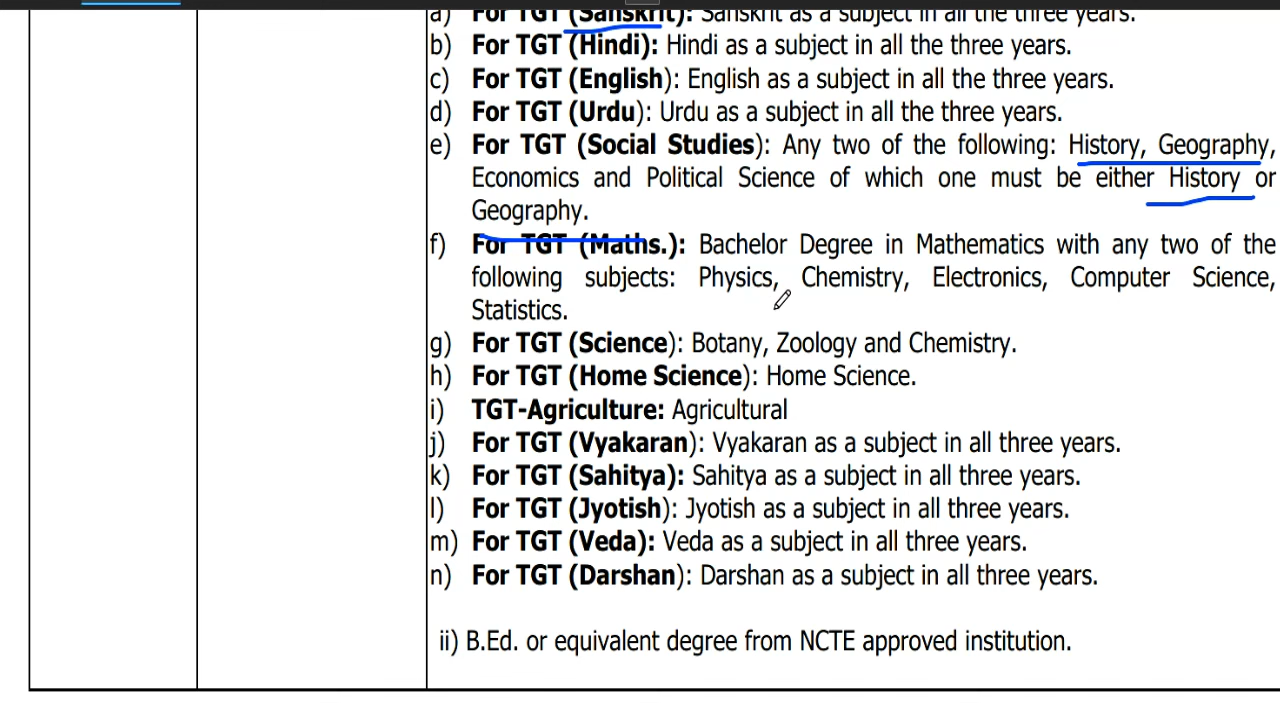 a) For TGT (Sanskrit): Sanskrit as a subject in all the three years.
b) For TGT (Hindi): Hindi as a subject in all the three years.
c) For TGT (English): English as a subject in all the three years.
d) For TGT (Urdu): Urdu as a subject in all the three years.
e) For TGT (Social Studies): Any two of the following: History, Geography,
Economics and Political Science of which one must be either History or
Geography.
f) For TGT (Maths.): Bachelor Degree in Mathematics with any two of the
following subjects: Physics, Chemistry, Electronics, Computer Science,
Statistics.
g) For TGT (Science): Botany, Zoology and Chemistry.
h) For TGT (Home Science): Home Science.
i) TGT-Agriculture: Agricultural
j) For TGT (Vyakaran): Vyakaran as a subject in all three years.
k) For TGT (Sahitya): Sahitya as a subject in all three years.
l) For TGT (Jyotish): Jyotish as a subject in all three years.
m) For TGT (Veda): Veda as a subject in all three years.
n) For TGT (Darshan): Darshan as a subject in all three years.
ii) B.Ed. or equivalent degree from NCTE approved institution.